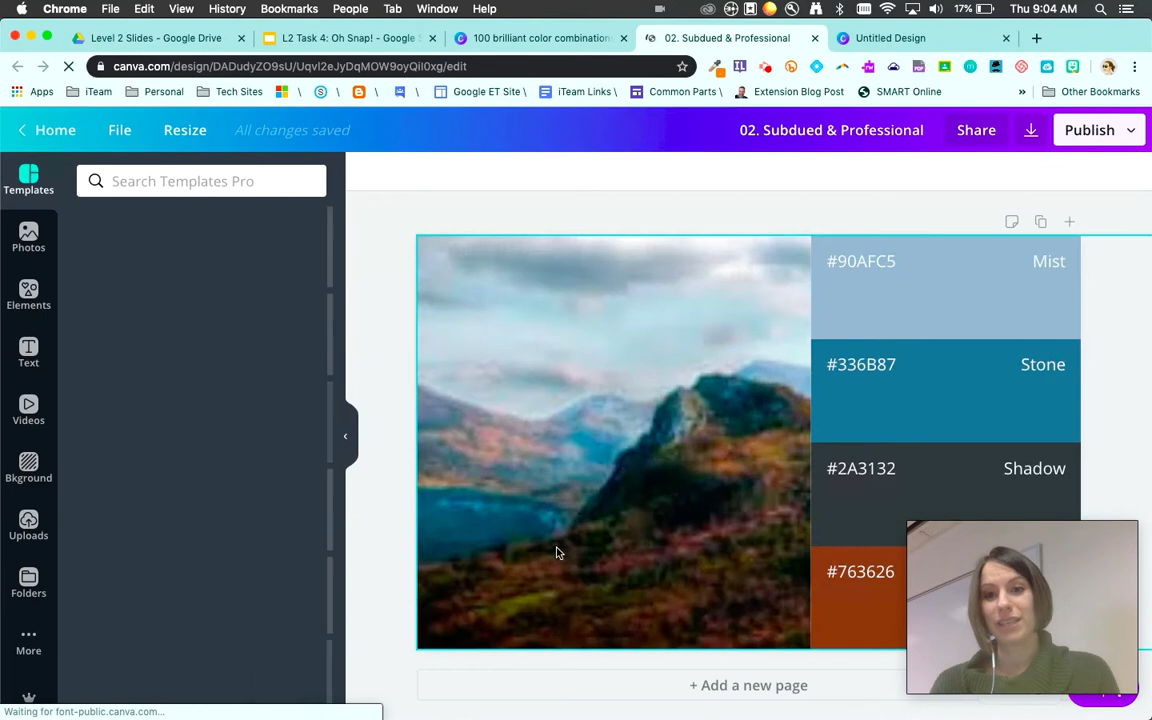 Chrome File Edit View History Bookmarks People Tab Window Help 17% Thu 9:04 AM
Level 2 Slides - Google Drive
L2 Task 4: Oh Snap! - Google S
100 brilliant color combination
02. Subdued & Professional
Untitled Design
canva.com/design/DADudyZO9sU/Uqvl2eJyDqMOW9oyQiI0xg/edit
Apps iTeam Personal Tech Sites \ \ \ \ Google ET Site \ iTeam Links \ Common Parts \ Extension Blog Post SMART Online » Other Bookmarks
Home File Resize All changes saved 02. Subdued & Professional Share Publish
Templates
Search Templates Pro
Photos
Elements
Text
Videos
Bkground
Uploads
Folders
More
#90AFC5 Mist
#336B87 Stone
#2A3132 Shadow
#763626
+ Add a new page
Waiting for font-public.canva.com...